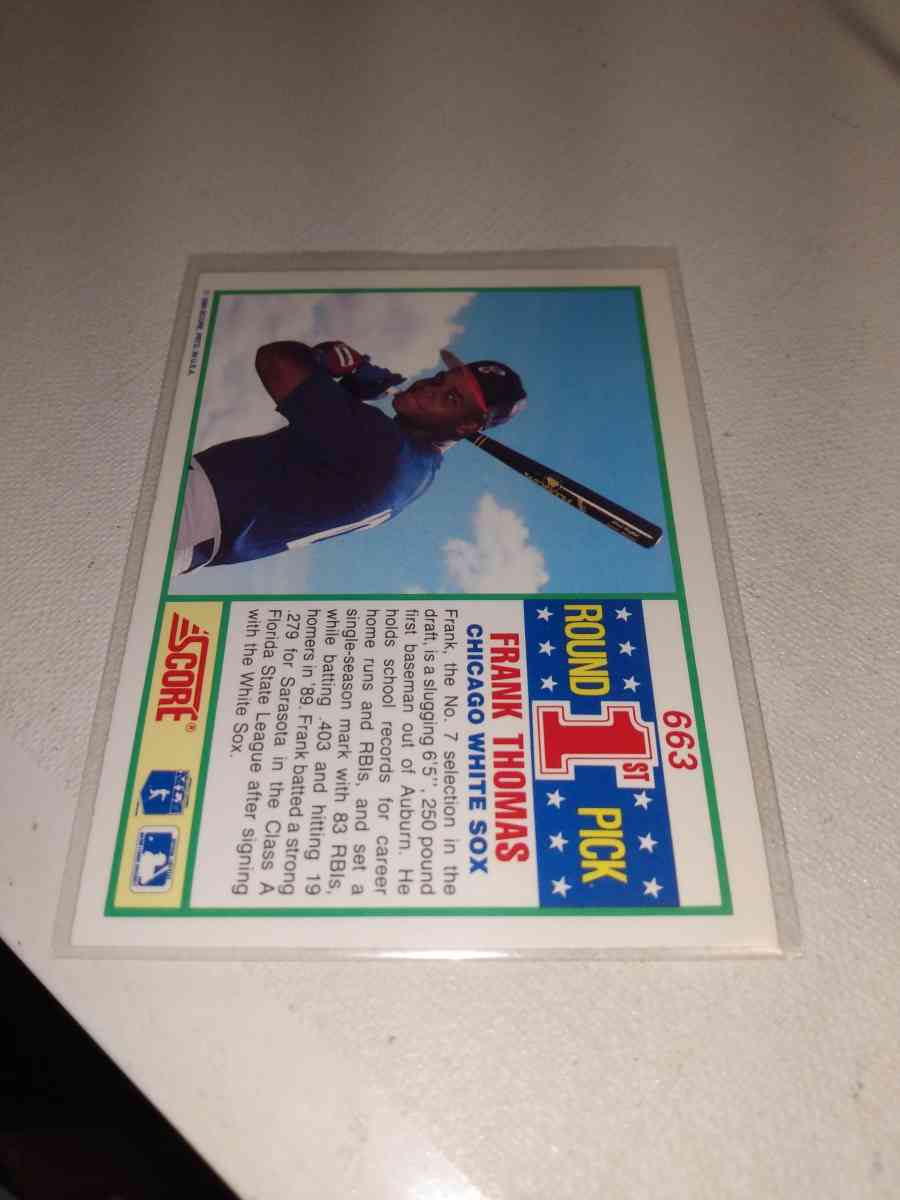 663
1ST
ROUND PICK
FRANK THOMAS
CHICAGO WHITE SOX
Frank, the No. 7 selection in the
draft, is a slugging 6'5", 250 pound
first baseman out of Auburn. He
holds school records for career
home runs and RBIs, and set a
single-season mark with 83 RBIs,
while batting .403 and hitting 19
homers in '89. Frank batted a strong
.279 for Sarasota in the Class A
Florida State League after signing
with the White Sox.
SCORE®